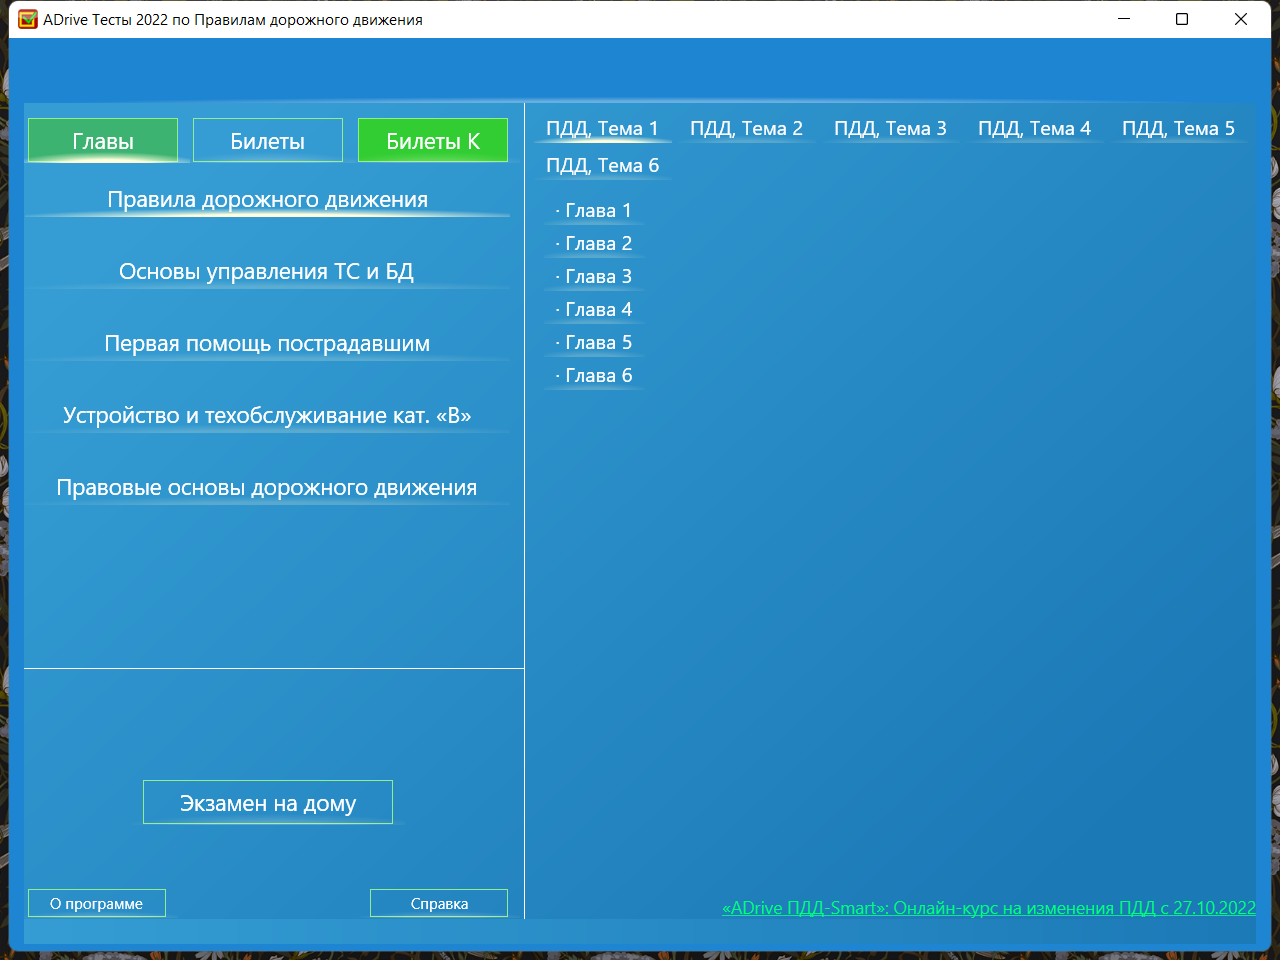 ADrive Тесты 2022 по Правилам дорожного движения
Главы
Билеты
Билеты К
Правила дорожного движения
Основы управления ТС и БД
Первая помощь пострадавшим
Устройство и техобслуживание кат. «В»
Правовые основы дорожного движения
Экзамен на дому
О программе
Справка
ПДД, Тема 1
ПДД, Тема 2
ПДД, Тема 3
ПДД, Тема 4
ПДД, Тема 5
ПДД, Тема 6
· Глава 1
· Глава 2
· Глава 3
· Глава 4
· Глава 5
· Глава 6
«ADrive ПДД-Smart»: Онлайн-курс на изменения ПДД с 27.10.2022